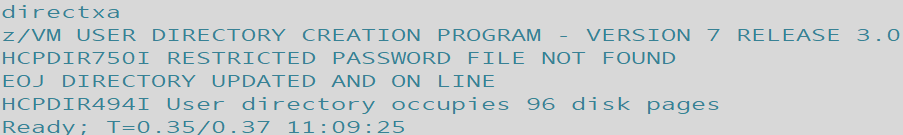 directxa
z/VM USER DIRECTORY CREATION PROGRAM - VERSION 7 RELEASE 3.0
HCPDIR750I RESTRICTED PASSWORD FILE NOT FOUND
EOJ DIRECTORY UPDATED AND ON LINE
HCPDIR494I User directory occupies 96 disk pages
Ready; T=0.35/0.37 11:09:25